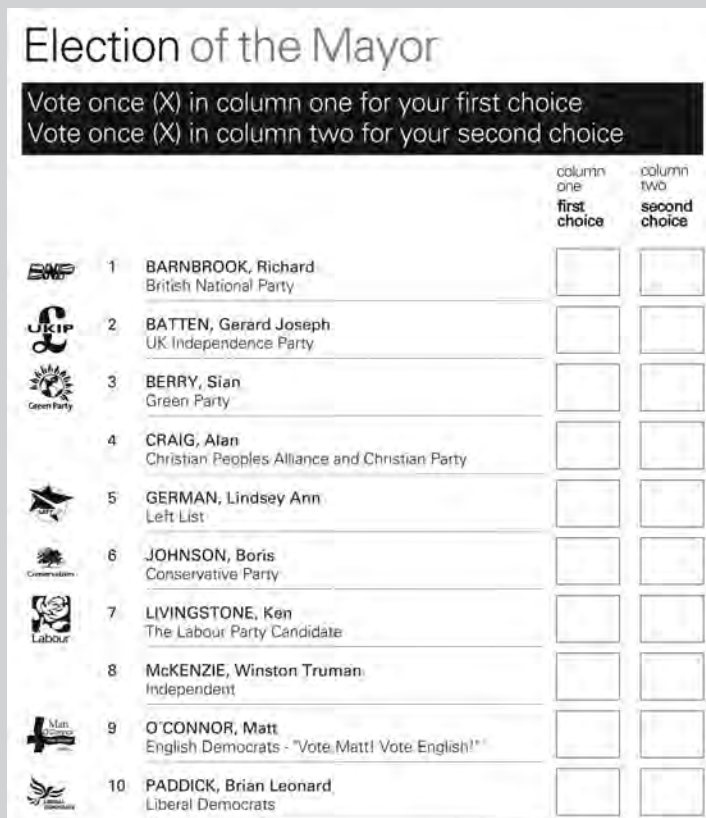 Election of the Mayor
Vote once (X) in column one for your first choice
Vote once (X) in column two for your second choice
column one
first choice
column two
second choice
BNP
1 BARNBROOK, Richard
British National Party
UKIP
2 BATTEN, Gerard Joseph
UK Independence Party
Green Party
3 BERRY, Sian
Green Party
4 CRAIG, Alan
Christian Peoples Alliance and Christian Party
5 GERMAN, Lindsey Ann
Left List
Conservatives
6 JOHNSON, Boris
Conservative Party
Labour
7 LIVINGSTONE, Ken
The Labour Party Candidate
8 McKENZIE, Winston Truman
Independent
Matt O'Connor
9 O'CONNOR, Matt
English Democrats - "Vote Matt! Vote English!"
10 PADDICK, Brian Leonard
Liberal Democrats